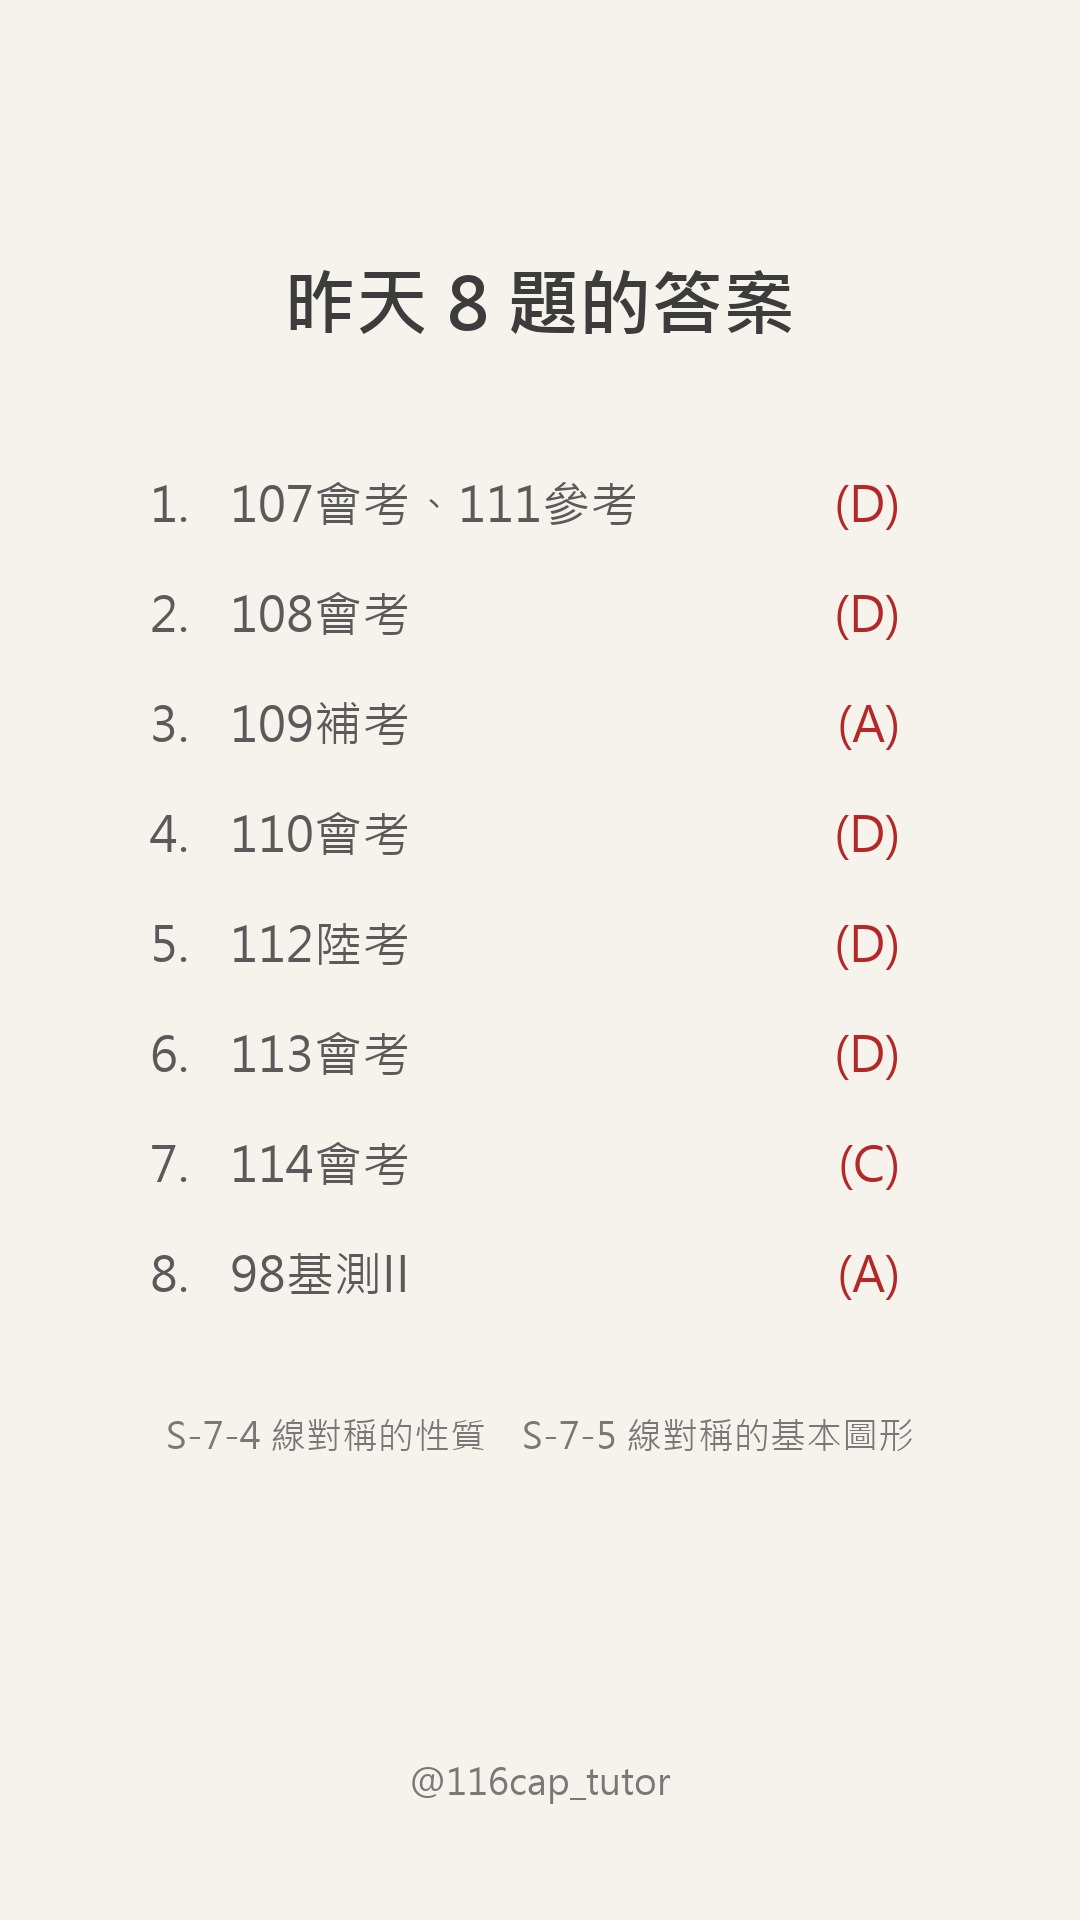 昨天 8 題的答案
1. 107會考、111參考 (D)
2. 108會考 (D)
3. 109補考 (A)
4. 110會考 (D)
5. 112陸考 (D)
6. 113會考 (D)
7. 114會考 (C)
8. 98基測II (A)
S-7-4 線對稱的性質 S-7-5 線對稱的基本圖形
@116cap_tutor